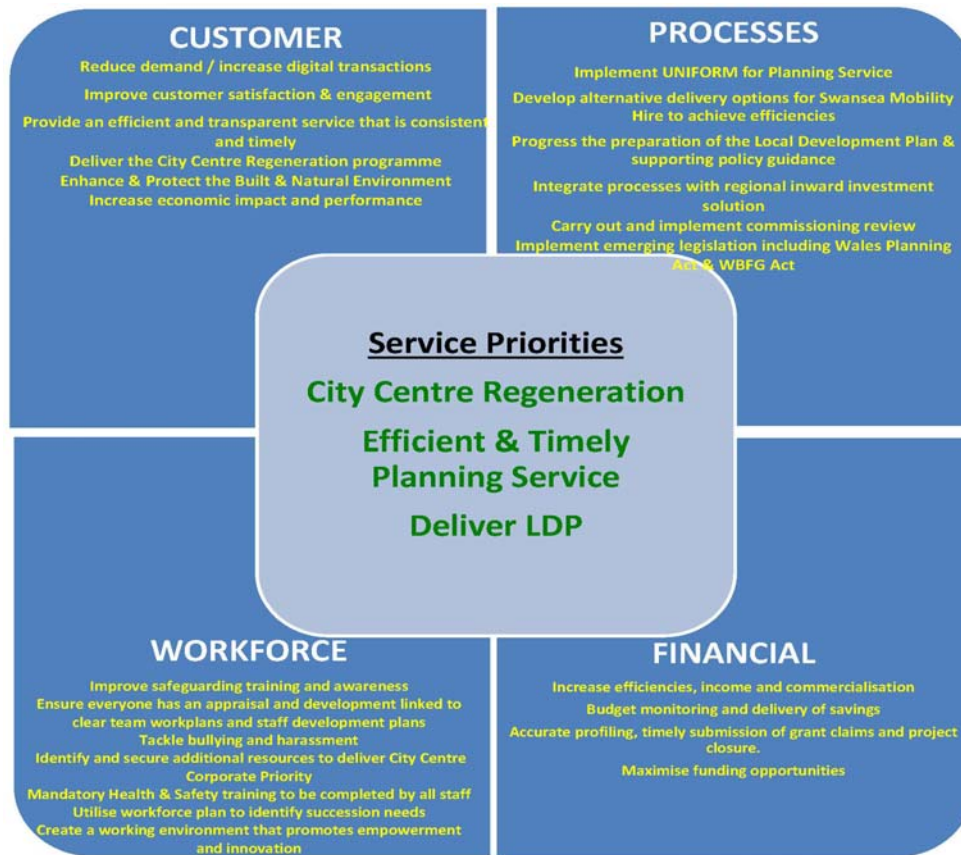 CUSTOMER
Reduce demand / increase digital transactions
Improve customer satisfaction & engagement
Provide an efficient and transparent service that is consistent
and timely
Deliver the City Centre Regeneration programme
Enhance & Protect the Built & Natural Environment
Increase economic impact and performance
PROCESSES
Implement UNIFORM for Planning Service
Develop alternative delivery options for Swansea Mobility
Hire to achieve efficiencies
Progress the preparation of the Local Development Plan &
supporting policy guidance
Integrate processes with regional inward investment
solution
Carry out and implement commissioning review
Implement emerging legislation including Wales Planning
Act & WBFG Act
Service Priorities
City Centre Regeneration
Efficient & Timely
Planning Service
Deliver LDP
WORKFORCE
Improve safeguarding training and awareness
Ensure everyone has an appraisal and development linked to
clear team workplans and staff development plans
Tackle bullying and harassment
Identify and secure additional resources to deliver City Centre
Corporate Priority
Mandatory Health & Safety training to be completed by all staff
Utilise workforce plan to identify succession needs
Create a working environment that promotes empowerment
and innovation
FINANCIAL
Increase efficiencies, income and commercialisation
Budget monitoring and delivery of savings
Accurate profiling, timely submission of grant claims and project
closure.
Maximise funding opportunities